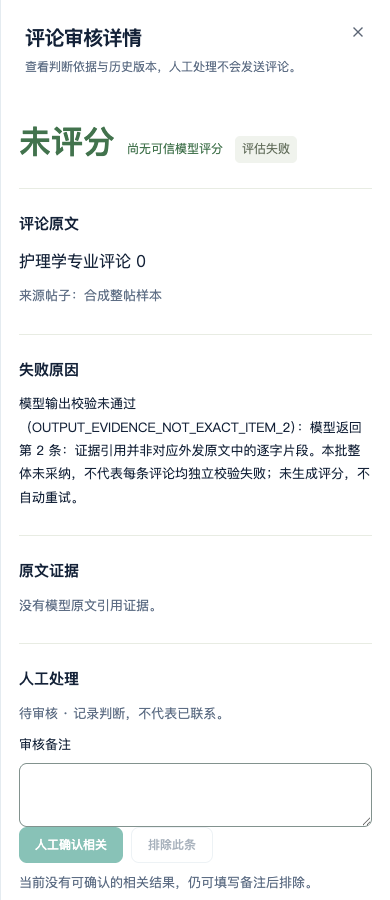 评论审核详情
查看判断依据与历史版本，人工处理不会发送评论。
未评分 尚无可信模型评分 评估失败
评论原文
护理学专业评论 0
来源帖子：合成整帖样本
失败原因
模型输出校验未通过
（OUTPUT_EVIDENCE_NOT_EXACT_ITEM_2）：模型返回
第 2 条：证据引用并非对应外发原文中的逐字片段。本批整
体未采纳，不代表每条评论均独立校验失败；未生成评分，不
自动重试。
原文证据
没有模型原文引用证据。
人工处理
待审核 · 记录判断，不代表已联系。
审核备注
人工确认相关 排除此条
当前没有可确认的相关结果，仍可填写备注后排除。